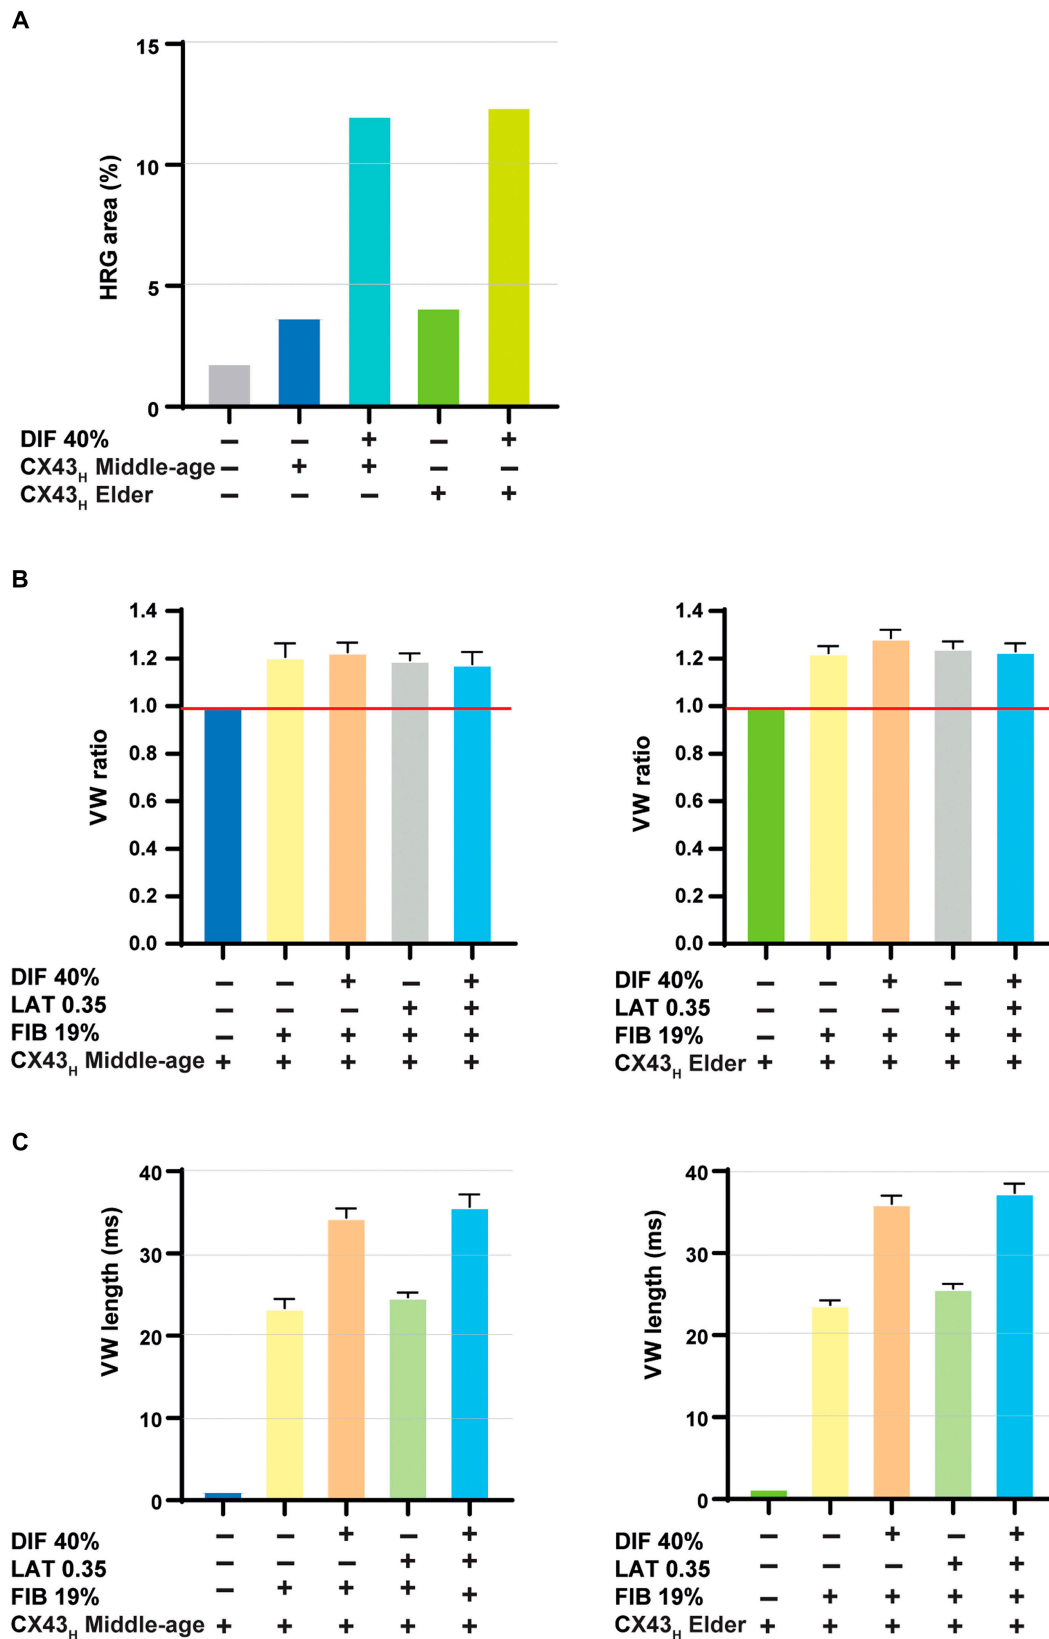 A
15
10
5
0
HRG area (%)
DIF 40% – – + – +
CX43H Middle-age – + + – –
CX43H Elder – – – + +
B
1.4
1.2
1.0
0.8
0.6
0.4
0.2
0.0
VW ratio
DIF 40% – – + – +
LAT 0.35 – – – + +
FIB 19% – + + + +
CX43H Middle-age + + + + +
1.4
1.2
1.0
0.8
0.6
0.4
0.2
0.0
VW ratio
DIF 40% – – + – +
LAT 0.35 – – – + +
FIB 19% – + + + +
CX43H Elder + + + + +
C
40
30
20
10
0
VW length (ms)
DIF 40% – – + – +
LAT 0.35 – – – + +
FIB 19% – + + + +
CX43H Middle-age + + + + +
40
30
20
10
0
VW length (ms)
DIF 40% – – + – +
LAT 0.35 – – – + +
FIB 19% – + + + +
CX43H Elder + + + + +